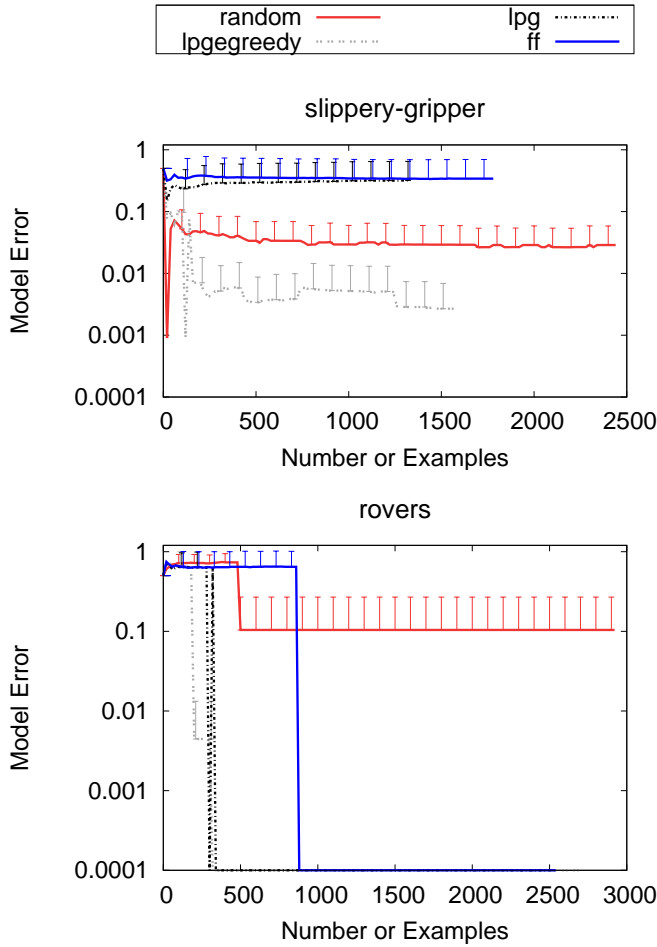 random lpg
lpgegreedy ff
slippery-gripper
1
0.1
0.01
0.001
0.0001
Model Error
0 500 1000 1500 2000 2500
Number or Examples
rovers
1
0.1
0.01
0.001
0.0001
Model Error
0 500 1000 1500 2000 2500 3000
Number or Examples